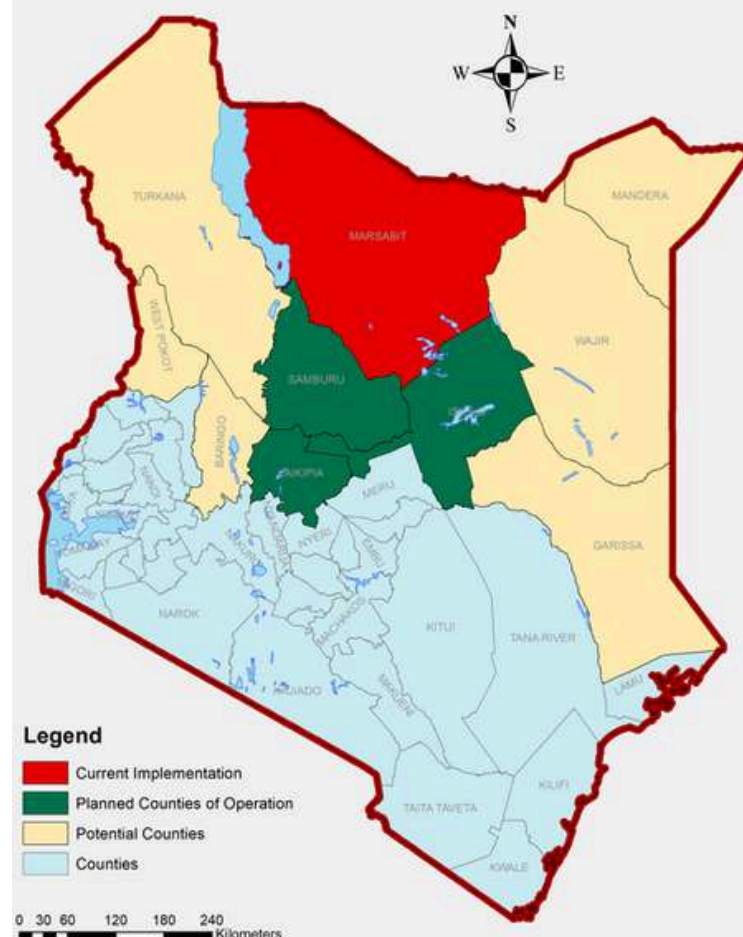 N
W E
S
TURKANA
MARSABIT
MANDERA
WEST POKOT
WAJIR
SAMBURU
BARINGO
AIKIPIA
NANDI
MERU
NYERI
EMBU
GARISSA
NAROK
MACHAKOS
KITUI
TANA RIVER
LAMU
MAKUENI
KILIFI
TAITA TAVETA
KWALE
Legend
Current Implementation
Planned Counties of Operation
Potential Counties
Counties
0 30 60 120 180 240
Kilometers